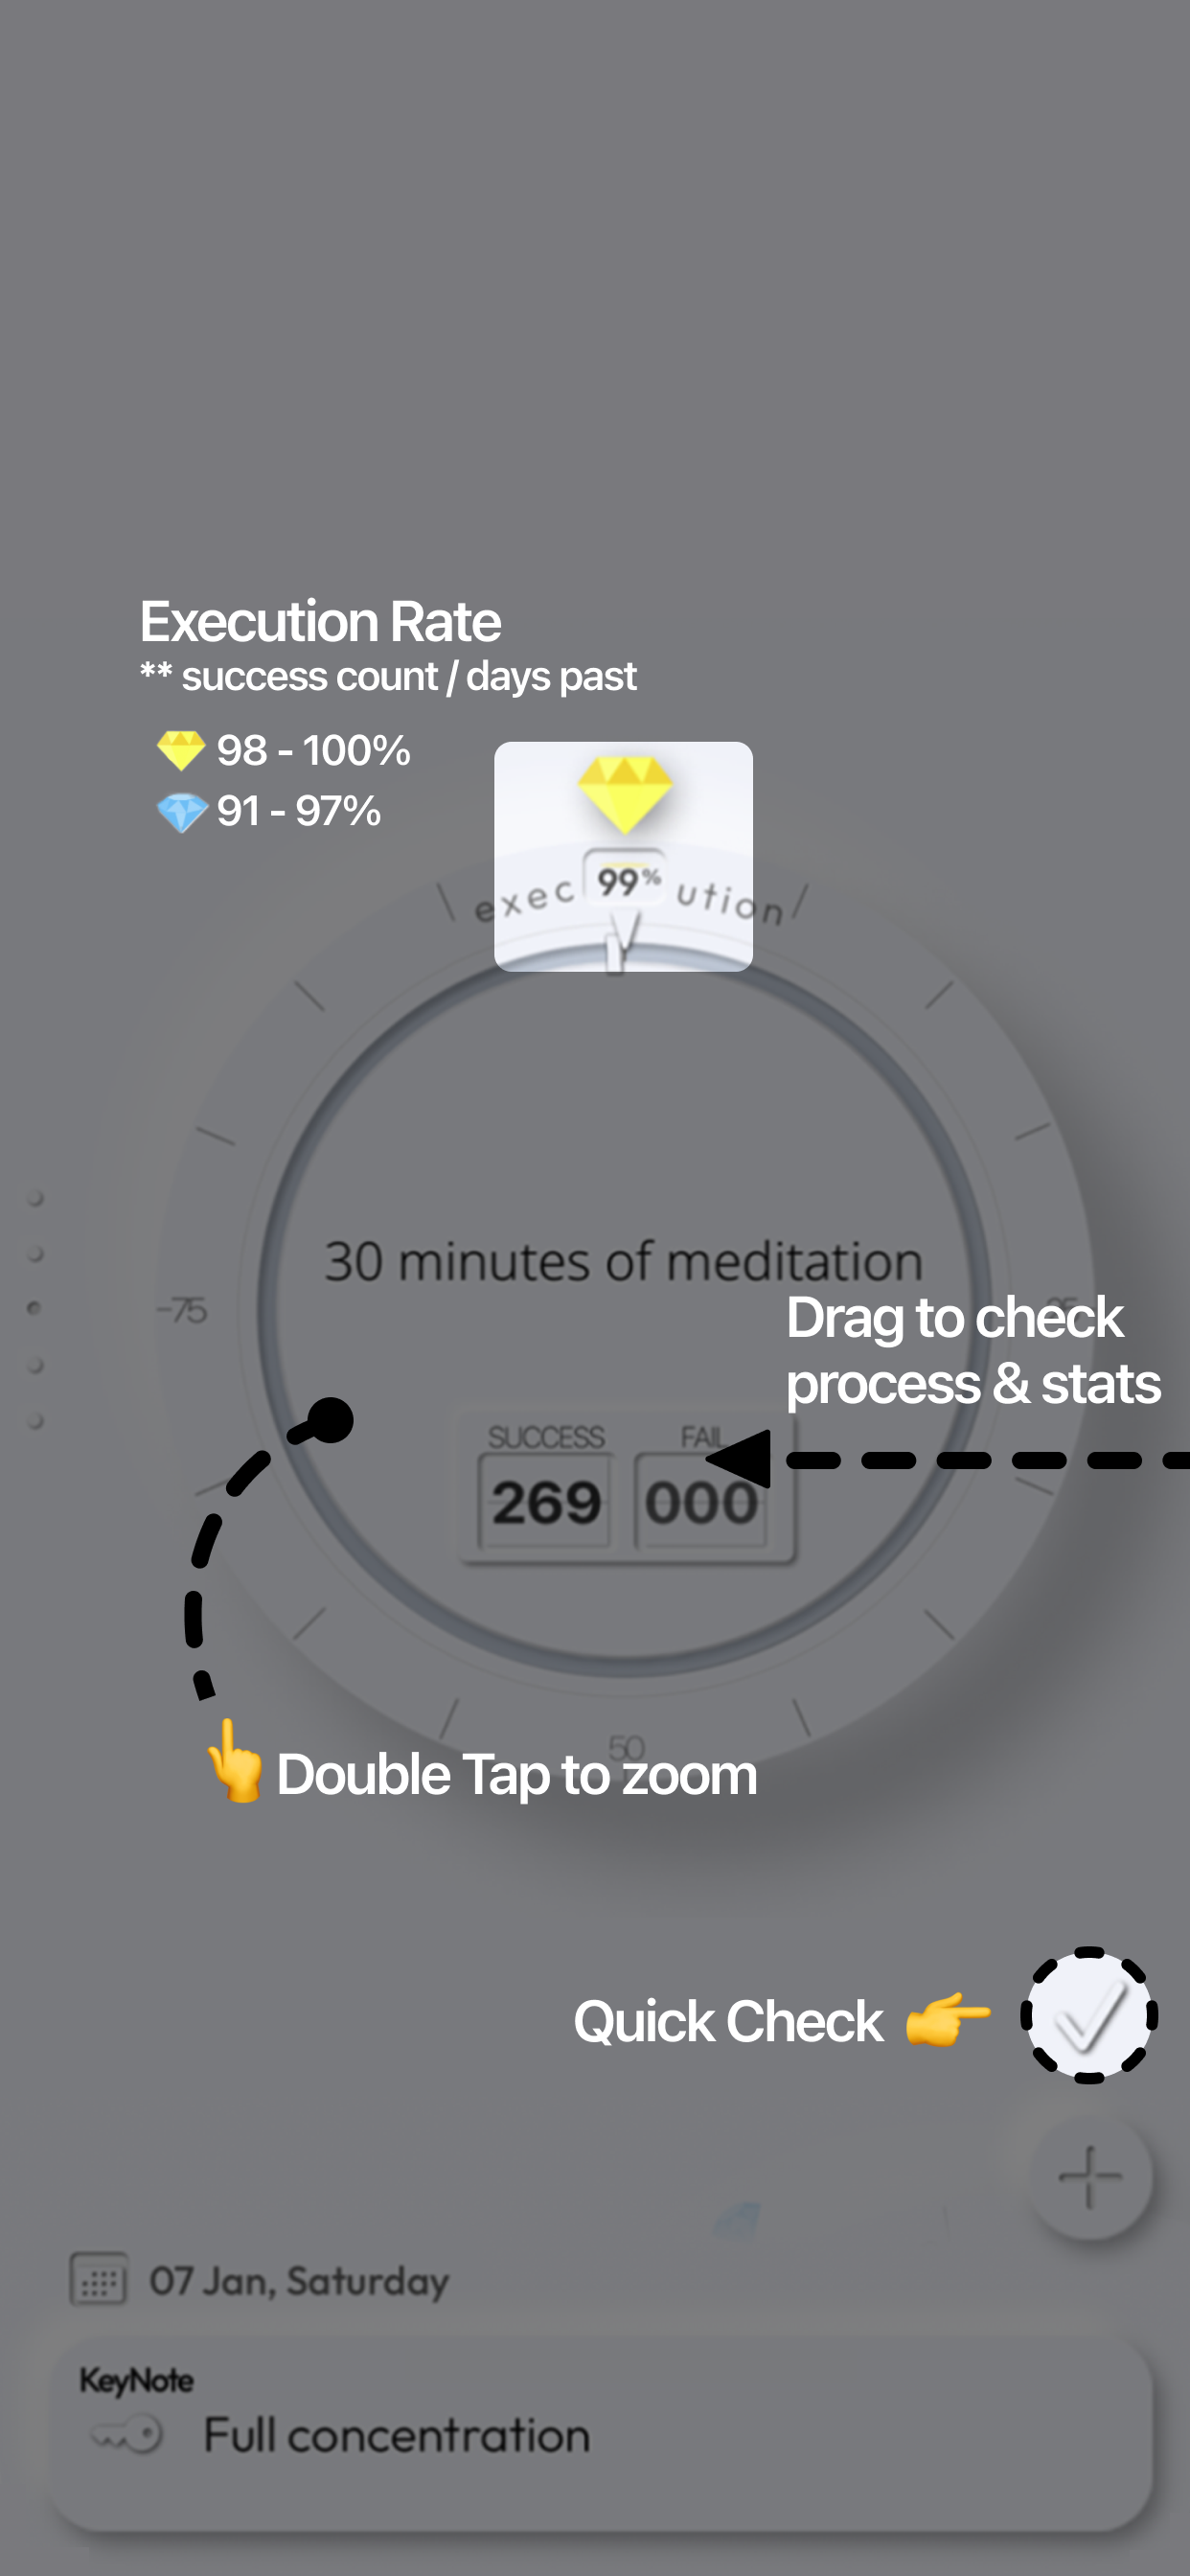 Execution Rate
** success count / days past
98 - 100%
91 - 97%
99%
execution
30 minutes of meditation
-75
Drag to check
process & stats
SUCCESS FAIL
269 000
50
Double Tap to zoom
Quick Check
07 Jan, Saturday
KeyNote
Full concentration